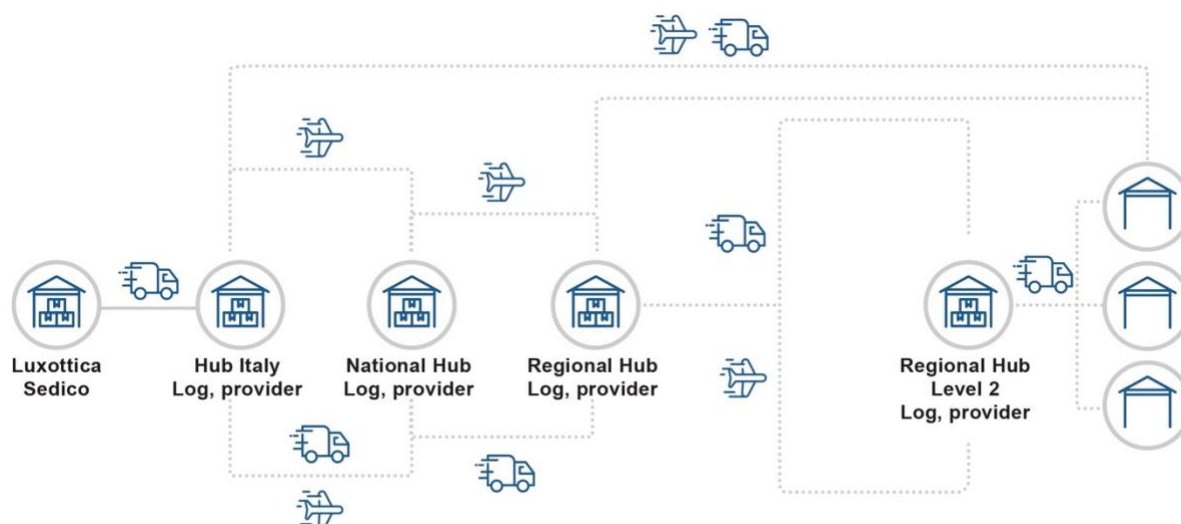 Luxottica
Sedico
Hub Italy
Log, provider
National Hub
Log, provider
Regional Hub
Log, provider
Regional Hub
Level 2
Log, provider